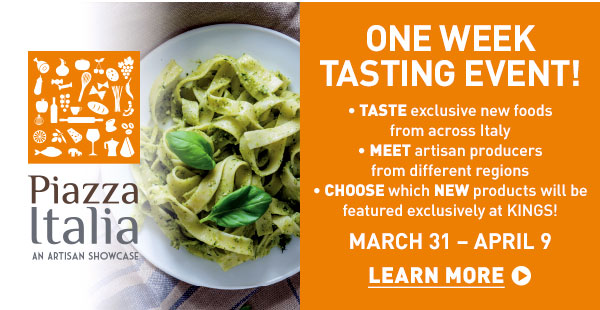 Piazza
Italia
AN ARTISAN SHOWCASE
ONE WEEK
TASTING EVENT!
• TASTE exclusive new foods
from across Italy
• MEET artisan producers
from different regions
• CHOOSE which NEW products will be
featured exclusively at KINGS!
MARCH 31 – APRIL 9
LEARN MORE